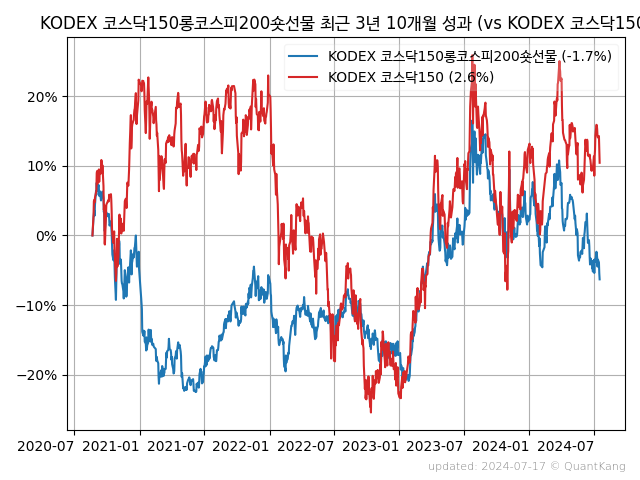 KODEX 코스닥150롱코스피200숏선물 최근 3년 10개월 성과 (vs KODEX 코스닥150
KODEX 코스닥150롱코스피200숏선물 (-1.7%)
KODEX 코스닥150 (2.6%)
20%
10%
0%
−10%
−20%
2020-07 2021-01 2021-07 2022-01 2022-07 2023-01 2023-07 2024-01 2024-07
updated: 2024-07-17 © QuantKang